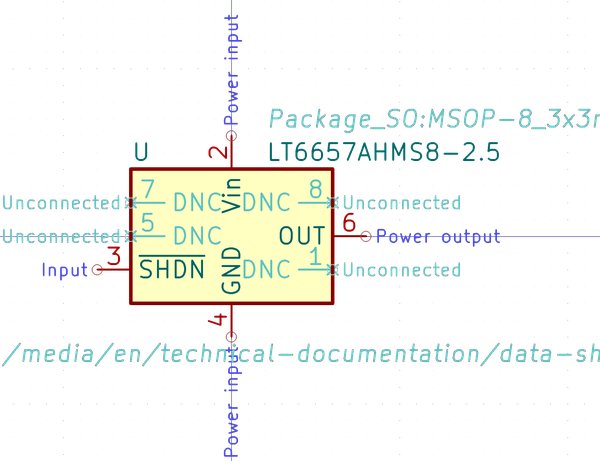 Power input
Package_SO:MSOP-8_3x3m
U
2
LT6657AHMS8-2.5
Unconnected 7 DNC Vin DNC 8 Unconnected
Unconnected 5 DNC OUT 6 Power output
Input 3 SHDN GND DNC 1 Unconnected
4
/media/en/technical-documentation/data-sh
Power input